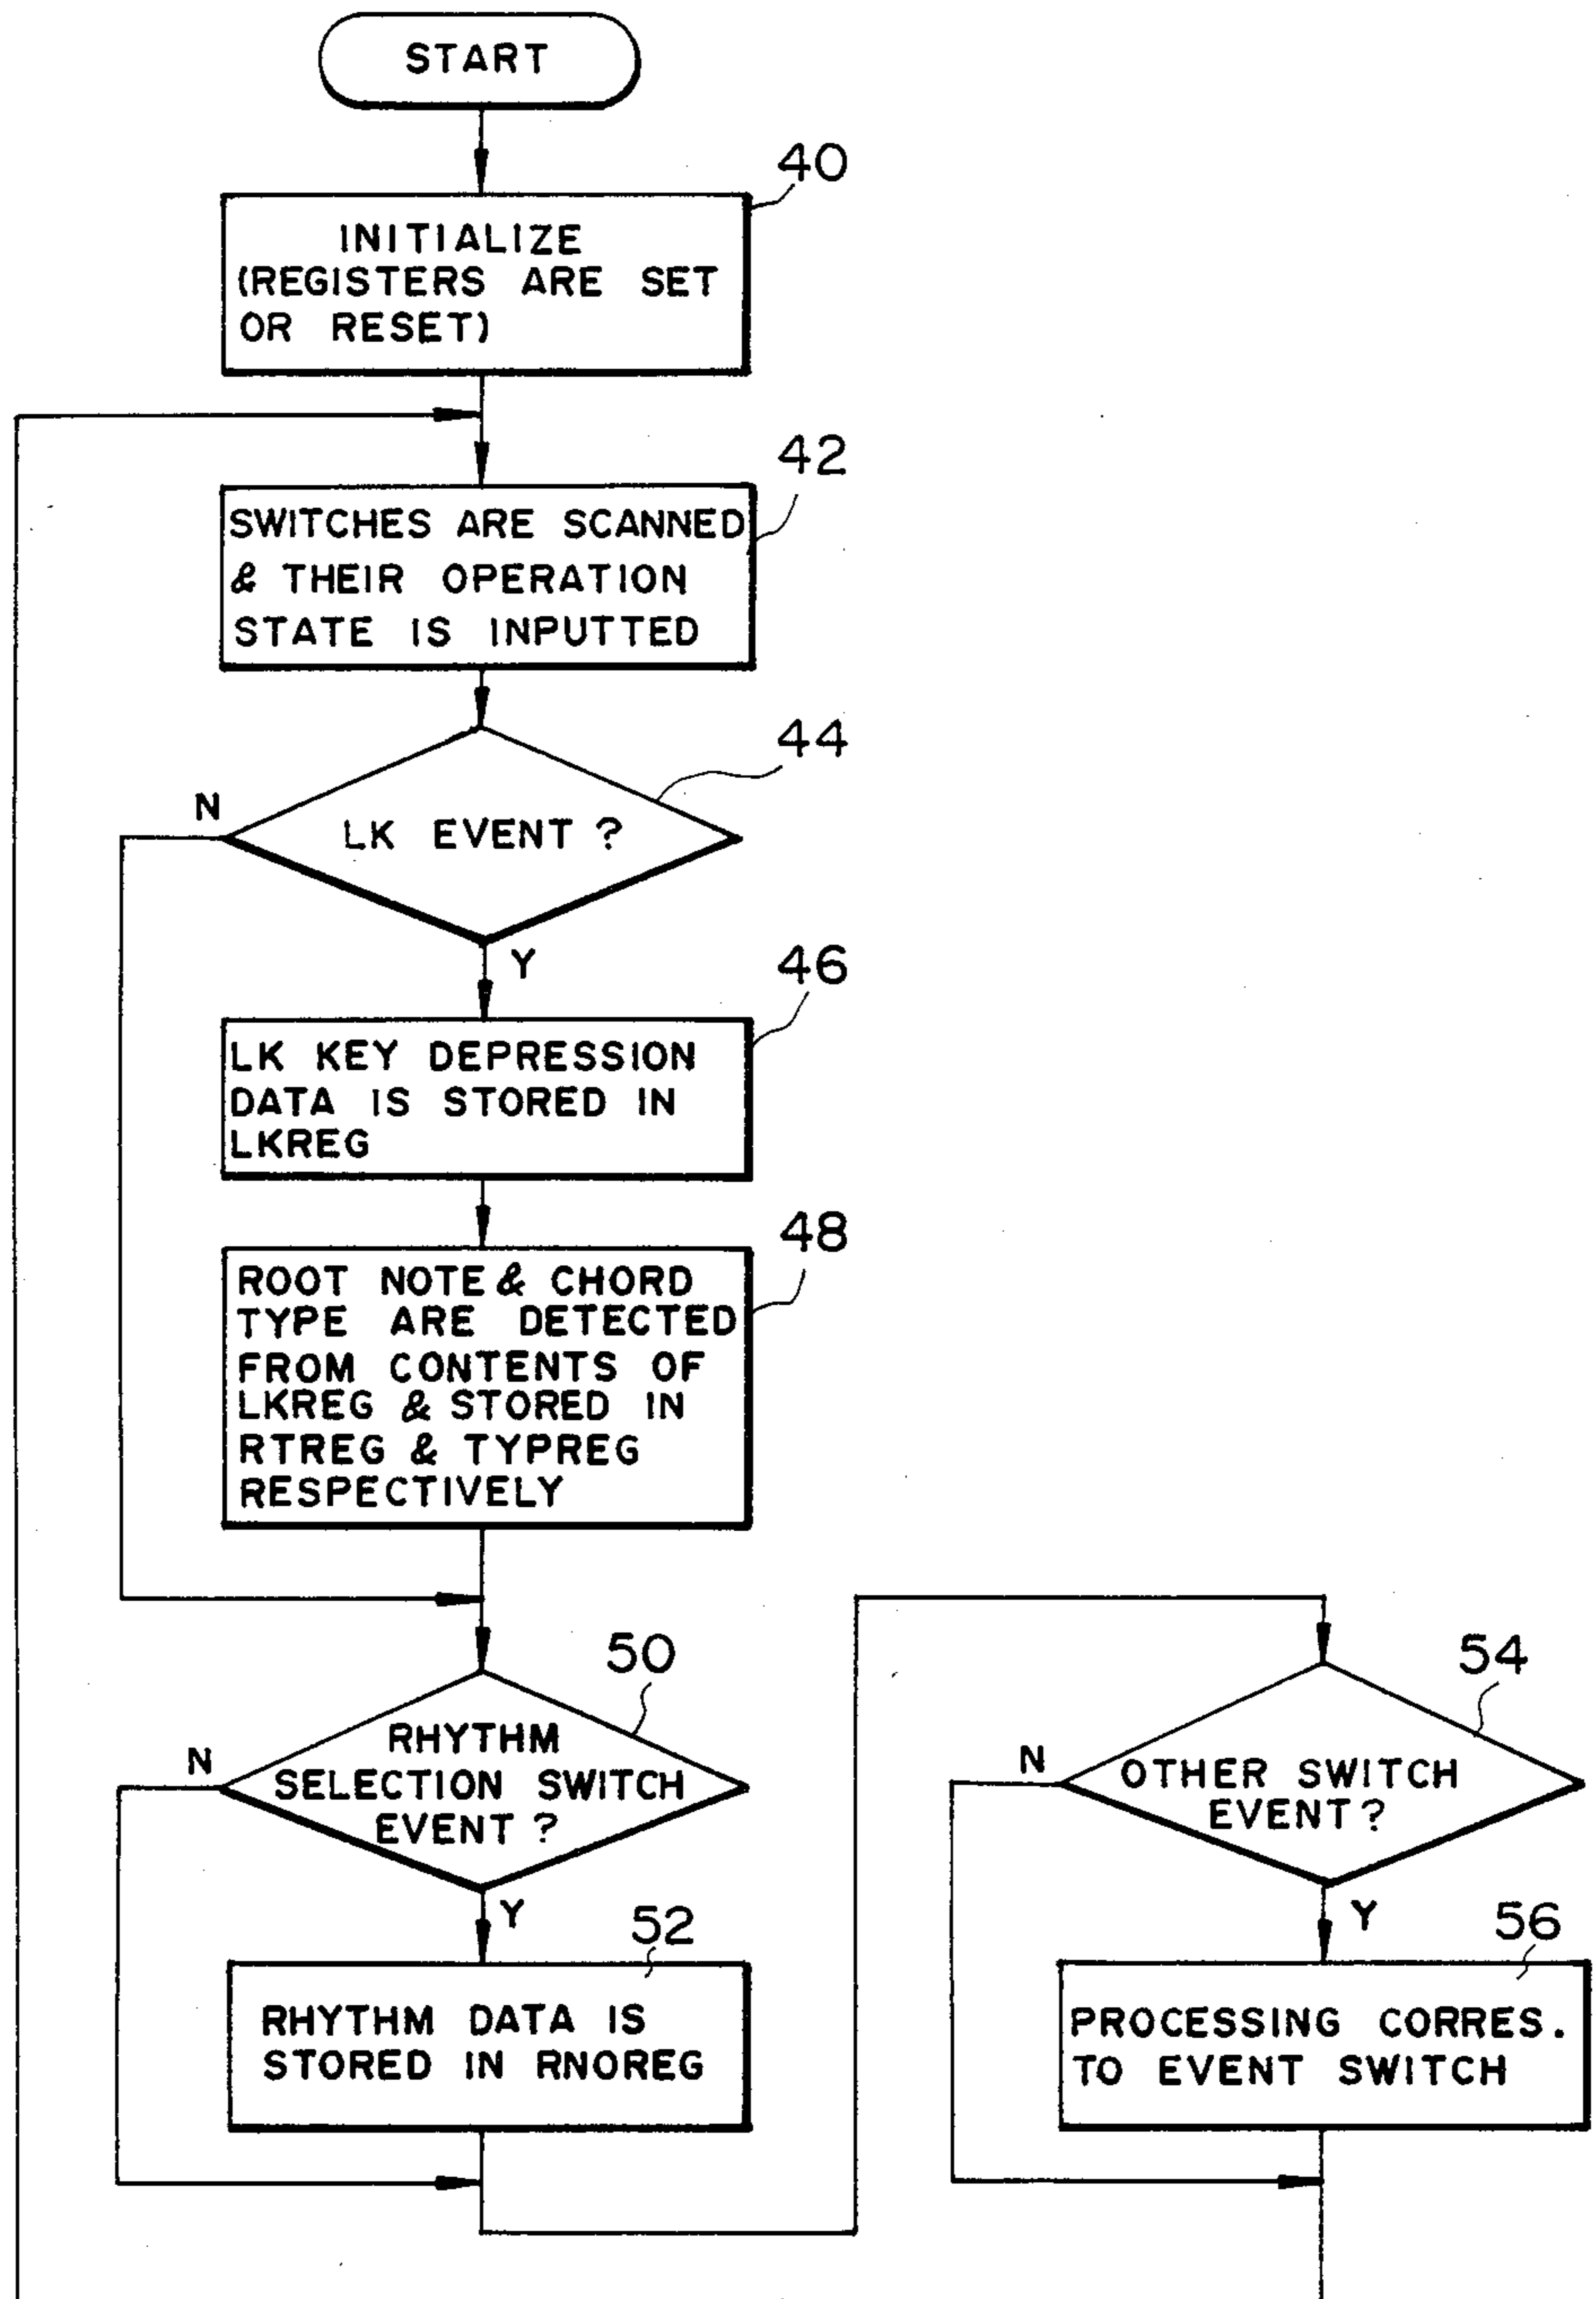 START
40
INITIALIZE
(REGISTERS ARE SET
OR RESET)
42
SWITCHES ARE SCANNED
& THEIR OPERATION
STATE IS INPUTTED
44
N
LK EVENT?
Y
46
LK KEY DEPRESSION
DATA IS STORED IN
LKREG
48
ROOT NOTE & CHORD
TYPE ARE DETECTED
FROM CONTENTS OF
LKREG & STORED IN
RTREG & TYPREG
RESPECTIVELY
50
N
RHYTHM
SELECTION SWITCH
EVENT?
Y
52
RHYTHM DATA IS
STORED IN RNOREG
54
N
OTHER SWITCH
EVENT?
Y
56
PROCESSING CORRES.
TO EVENT SWITCH